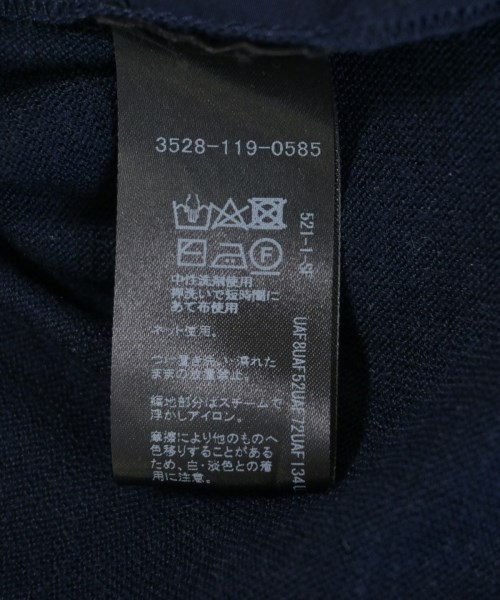 3528-119-0585
F
中性洗剤使用
押洗いで短時間に
あて布使用
ネット使用。
つけ置き洗い・濡れた
ままの放置禁止。
編地部分はスチームで
浮かしアイロン。
摩擦により他のものへ
色移りすることがある
ため、白・淡色との着
用に注意。
UAF8UAF52UAF72UAF134L